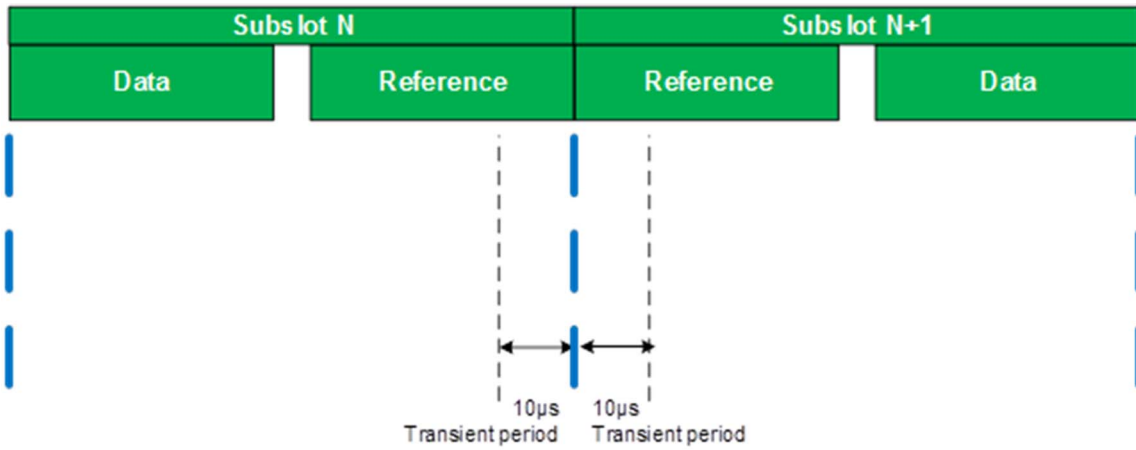 Subslot N
Subslot N+1
Data
Reference
Reference
Data
10µs
10µs
Transient period
Transient period